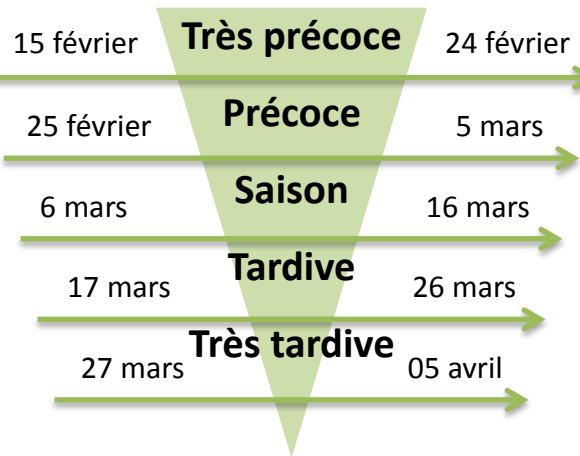 15 février Très précoce 24 février
25 février Précoce 5 mars
6 mars Saison 16 mars
17 mars Tardive 26 mars
27 mars Très tardive 05 avril